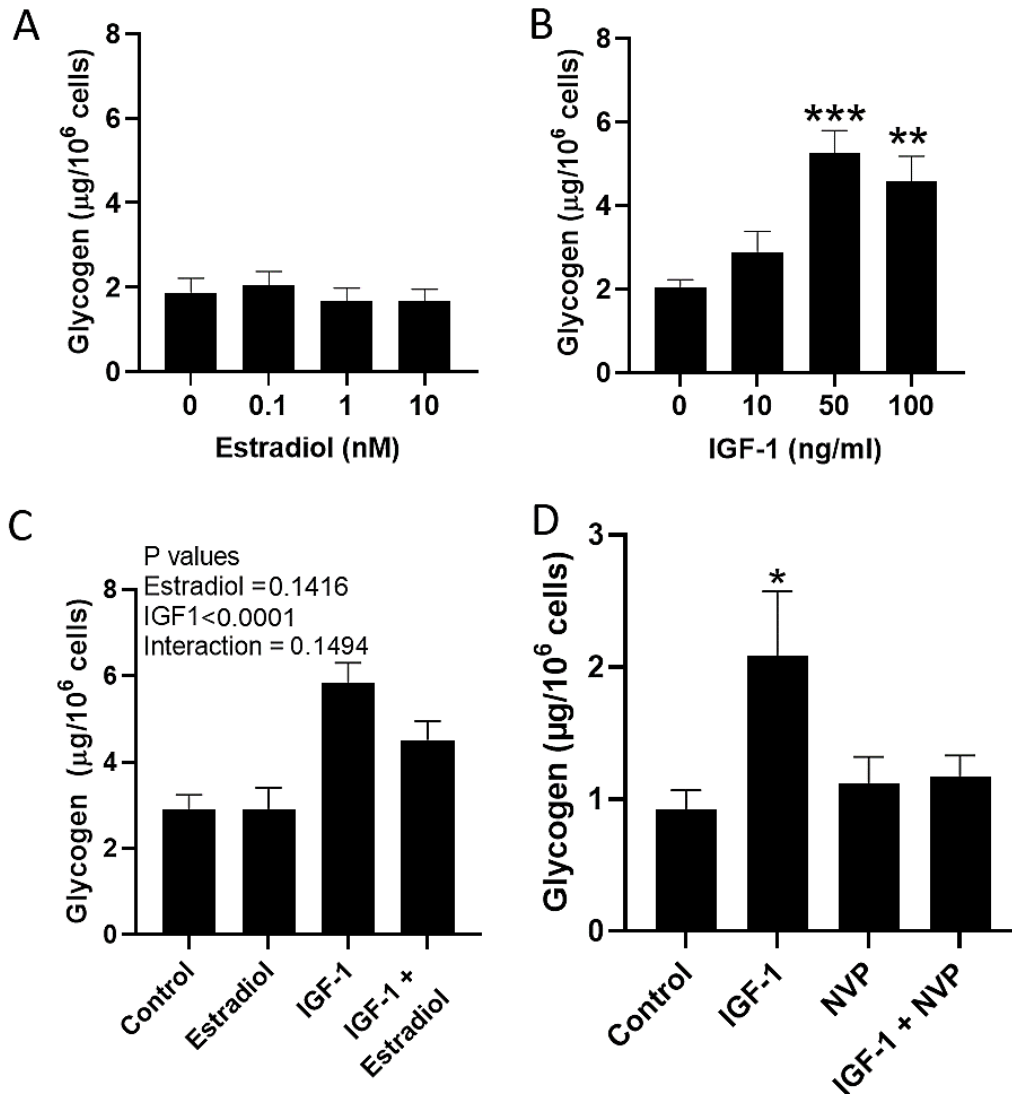 A
Glycogen (µg/10⁶ cells)
8
6
4
2
0
0 0.1 1 10
Estradiol (nM)
B
Glycogen (µg/10⁶ cells)
8
6
4
2
0
***
**
0 10 50 100
IGF-1 (ng/ml)
C
P values
Estradiol =0.1416
IGF1<0.0001
Interaction = 0.1494
Glycogen (µg/10⁶ cells)
8
6
4
2
0
Control
Estradiol
IGF-1
IGF-1 +
Estradiol
D
Glycogen (µg/10⁶ cells)
3
2
1
0
*
Control
IGF-1
NVP
IGF-1 + NVP